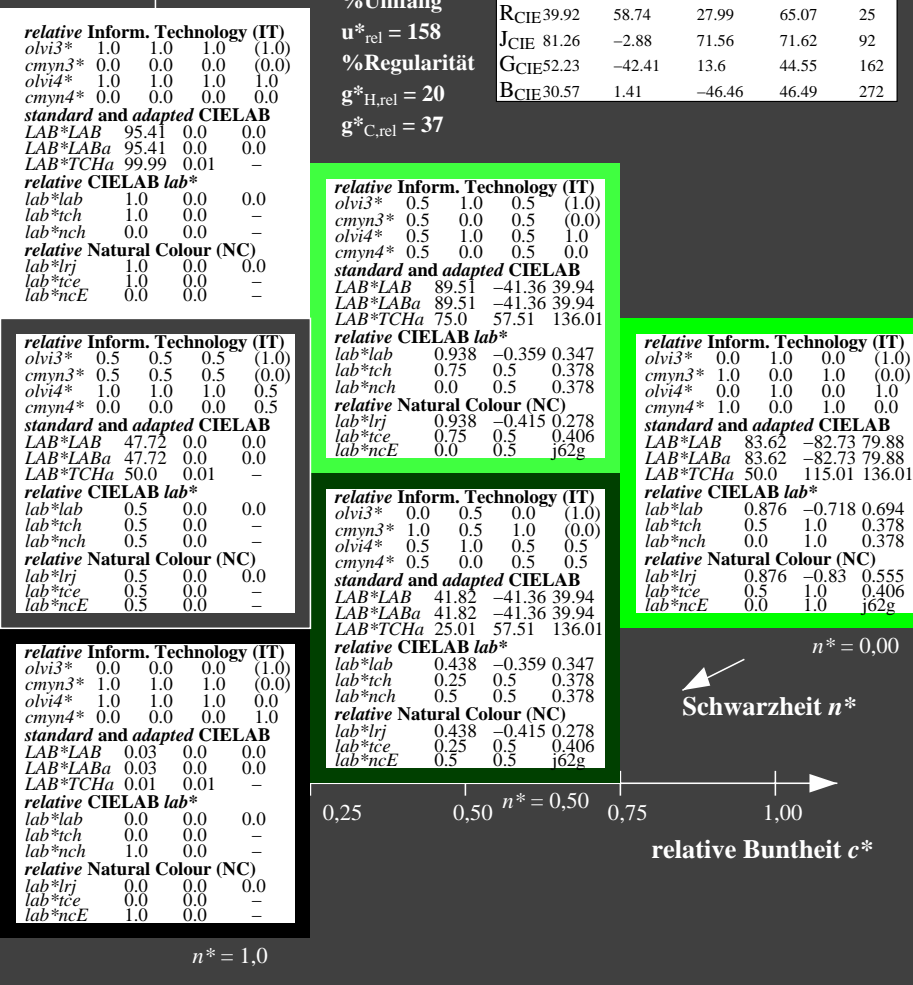 %Umfang
u*rel = 158
%Regularität
g*H,rel = 20
g*C,rel = 37
RCIE 39.92 58.74 27.99 65.07 25
JCIE 81.26 −2.88 71.56 71.62 92
GCIE 52.23 −42.41 13.6 44.55 162
BCIE 30.57 1.41 −46.46 46.49 272
relative Inform. Technology (IT)
olvi3* 1.0 1.0 1.0 (1.0)
cmyn3* 0.0 0.0 0.0 (0.0)
olvi4* 1.0 1.0 1.0 1.0
cmyn4* 0.0 0.0 0.0 0.0
standard and adapted CIELAB
LAB*LAB 95.41 0.0 0.0
LAB*LABa 95.41 0.0 0.0
LAB*TCHa 99.99 0.01 –
relative CIELAB lab*
lab*lab 1.0 0.0 0.0
lab*tch 1.0 0.0 –
lab*nch 0.0 0.0 –
relative Natural Colour (NC)
lab*lrj 1.0 0.0 0.0
lab*tce 1.0 0.0 –
lab*ncE 0.0 0.0 –
relative Inform. Technology (IT)
olvi3* 0.5 1.0 0.5 (1.0)
cmyn3* 0.5 0.0 0.5 (0.0)
olvi4* 0.5 1.0 0.5 1.0
cmyn4* 0.5 0.0 0.5 0.0
standard and adapted CIELAB
LAB*LAB 89.51 −41.36 39.94
LAB*LABa 89.51 −41.36 39.94
LAB*TCHa 75.0 57.51 136.01
relative CIELAB lab*
lab*lab 0.938 −0.359 0.347
lab*tch 0.75 0.5 0.378
lab*nch 0.0 0.5 0.378
relative Natural Colour (NC)
lab*lrj 0.938 −0.415 0.278
lab*tce 0.75 0.5 0.406
lab*ncE 0.0 0.5 j62g
relative Inform. Technology (IT)
olvi3* 0.5 0.5 0.5 (1.0)
cmyn3* 0.5 0.5 0.5 (0.0)
olvi4* 1.0 1.0 1.0 0.5
cmyn4* 0.0 0.0 0.0 0.5
standard and adapted CIELAB
LAB*LAB 47.72 0.0 0.0
LAB*LABa 47.72 0.0 0.0
LAB*TCHa 50.0 0.01 –
relative CIELAB lab*
lab*lab 0.5 0.0 0.0
lab*tch 0.5 0.0 –
lab*nch 0.5 0.0 –
relative Natural Colour (NC)
lab*lrj 0.5 0.0 0.0
lab*tce 0.5 0.0 –
lab*ncE 0.5 0.0 –
relative Inform. Technology (IT)
olvi3* 0.0 1.0 0.0 (1.0)
cmyn3* 1.0 0.0 1.0 (0.0)
olvi4* 0.0 1.0 0.0 1.0
cmyn4* 1.0 0.0 1.0 0.0
standard and adapted CIELAB
LAB*LAB 83.62 −82.73 79.88
LAB*LABa 83.62 −82.73 79.88
LAB*TCHa 50.0 115.01 136.01
relative CIELAB lab*
lab*lab 0.876 −0.718 0.694
lab*tch 0.5 1.0 0.378
lab*nch 0.0 1.0 0.378
relative Natural Colour (NC)
lab*lrj 0.876 −0.83 0.555
lab*tce 0.5 1.0 0.406
lab*ncE 0.0 1.0 j62g
relative Inform. Technology (IT)
olvi3* 0.0 0.5 0.0 (1.0)
cmyn3* 1.0 0.5 1.0 (0.0)
olvi4* 0.5 1.0 0.5 0.5
cmyn4* 0.5 0.0 0.5 0.5
standard and adapted CIELAB
LAB*LAB 41.82 −41.36 39.94
LAB*LABa 41.82 −41.36 39.94
LAB*TCHa 25.01 57.51 136.01
relative CIELAB lab*
lab*lab 0.438 −0.359 0.347
lab*tch 0.25 0.5 0.378
lab*nch 0.5 0.5 0.378
relative Natural Colour (NC)
lab*lrj 0.438 −0.415 0.278
lab*tce 0.25 0.5 0.406
lab*ncE 0.5 0.5 j62g
relative Inform. Technology (IT)
olvi3* 0.0 0.0 0.0 (1.0)
cmyn3* 1.0 1.0 1.0 (0.0)
olvi4* 1.0 1.0 1.0 0.0
cmyn4* 0.0 0.0 0.0 1.0
standard and adapted CIELAB
LAB*LAB 0.03 0.0 0.0
LAB*LABa 0.03 0.0 0.0
LAB*TCHa 0.01 0.01 –
relative CIELAB lab*
lab*lab 0.0 0.0 0.0
lab*tch 0.0 0.0 –
lab*nch 1.0 0.0 –
relative Natural Colour (NC)
lab*lrj 0.0 0.0 0.0
lab*tce 0.0 0.0 –
lab*ncE 1.0 0.0 –
n* = 0,00
Schwarzheit n*
n* = 0,50
0,25 0,50 0,75 1,00
relative Buntheit c*
n* = 1,0